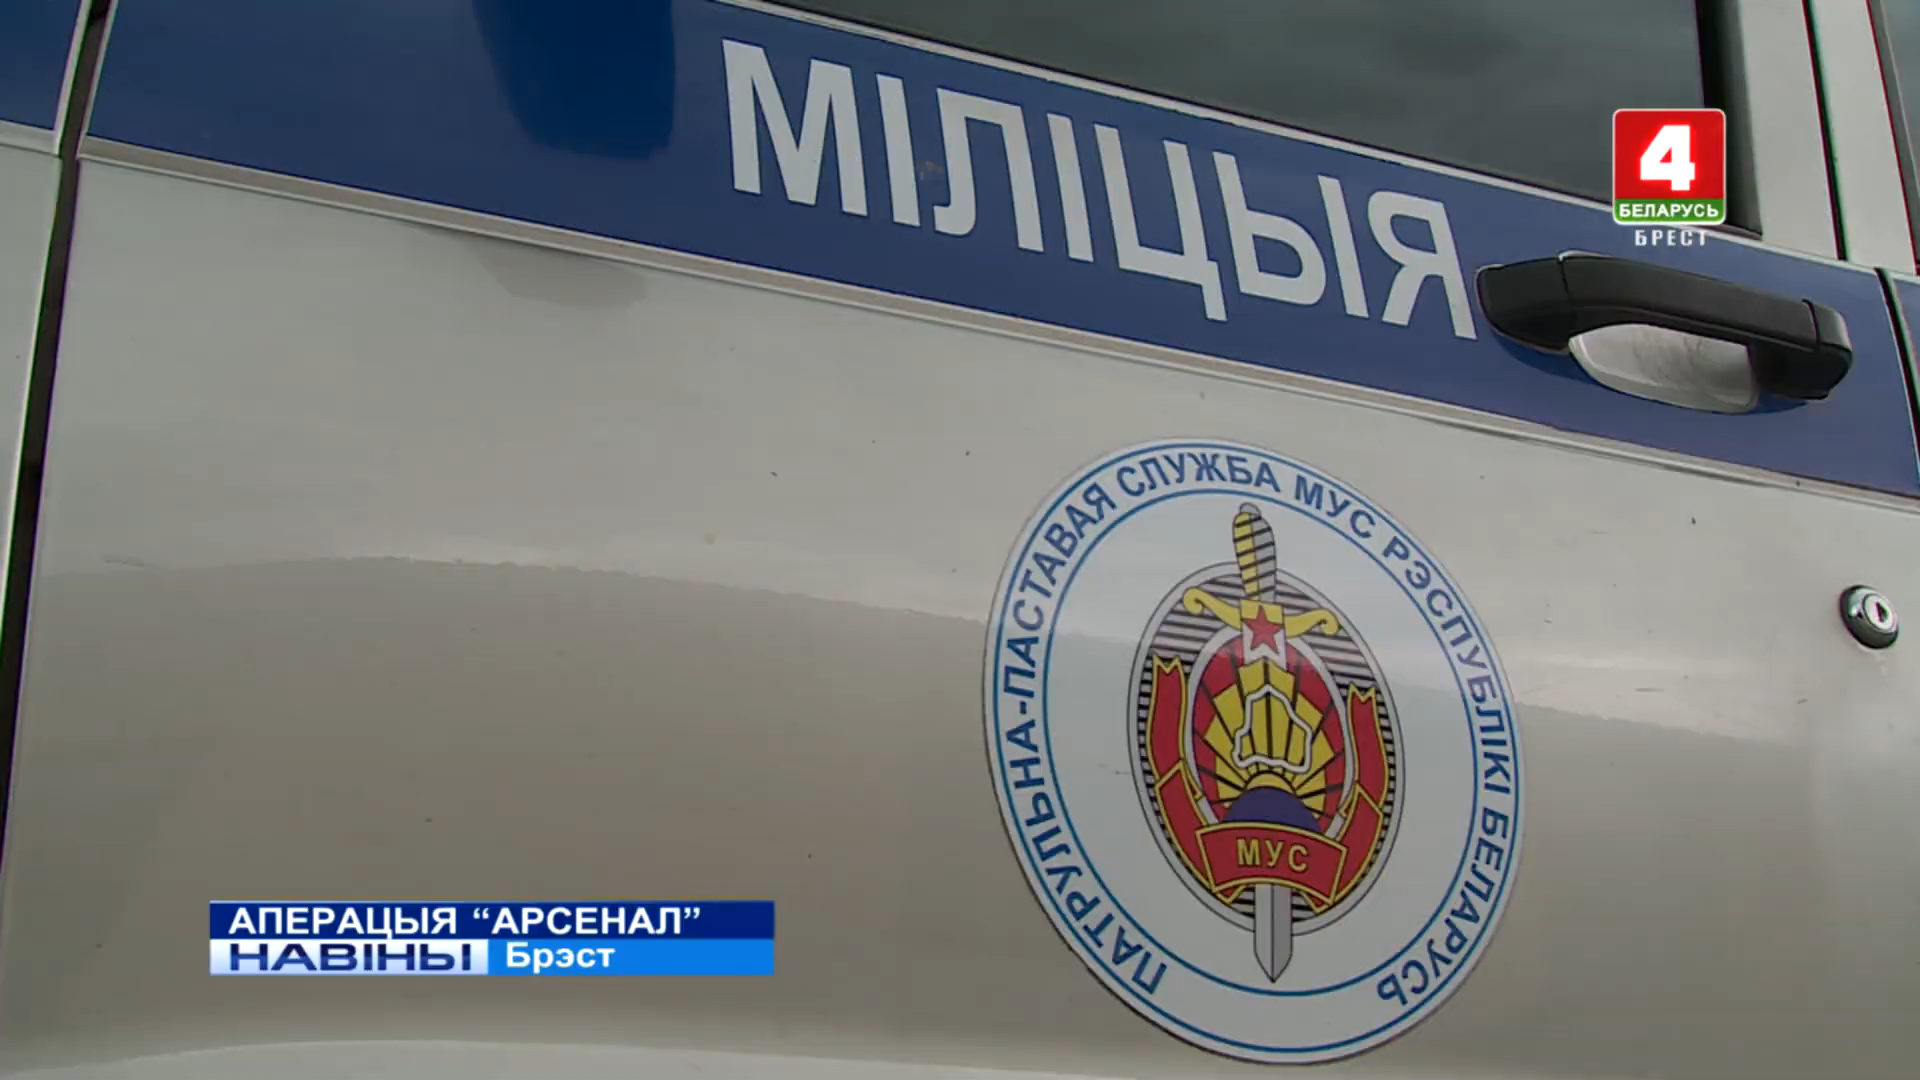 МІЛІЦЫЯ
4
БЕЛАРУСЬ
БРЕСТ
ПАТРУЛЬНА-ПАСТАВАЯ СЛУЖБА МУС РЭСПУБЛІКІ БЕЛАРУСЬ
МУС
АПЕРАЦЫЯ “АРСЕНАЛ”
НАВІНЫ Брэст